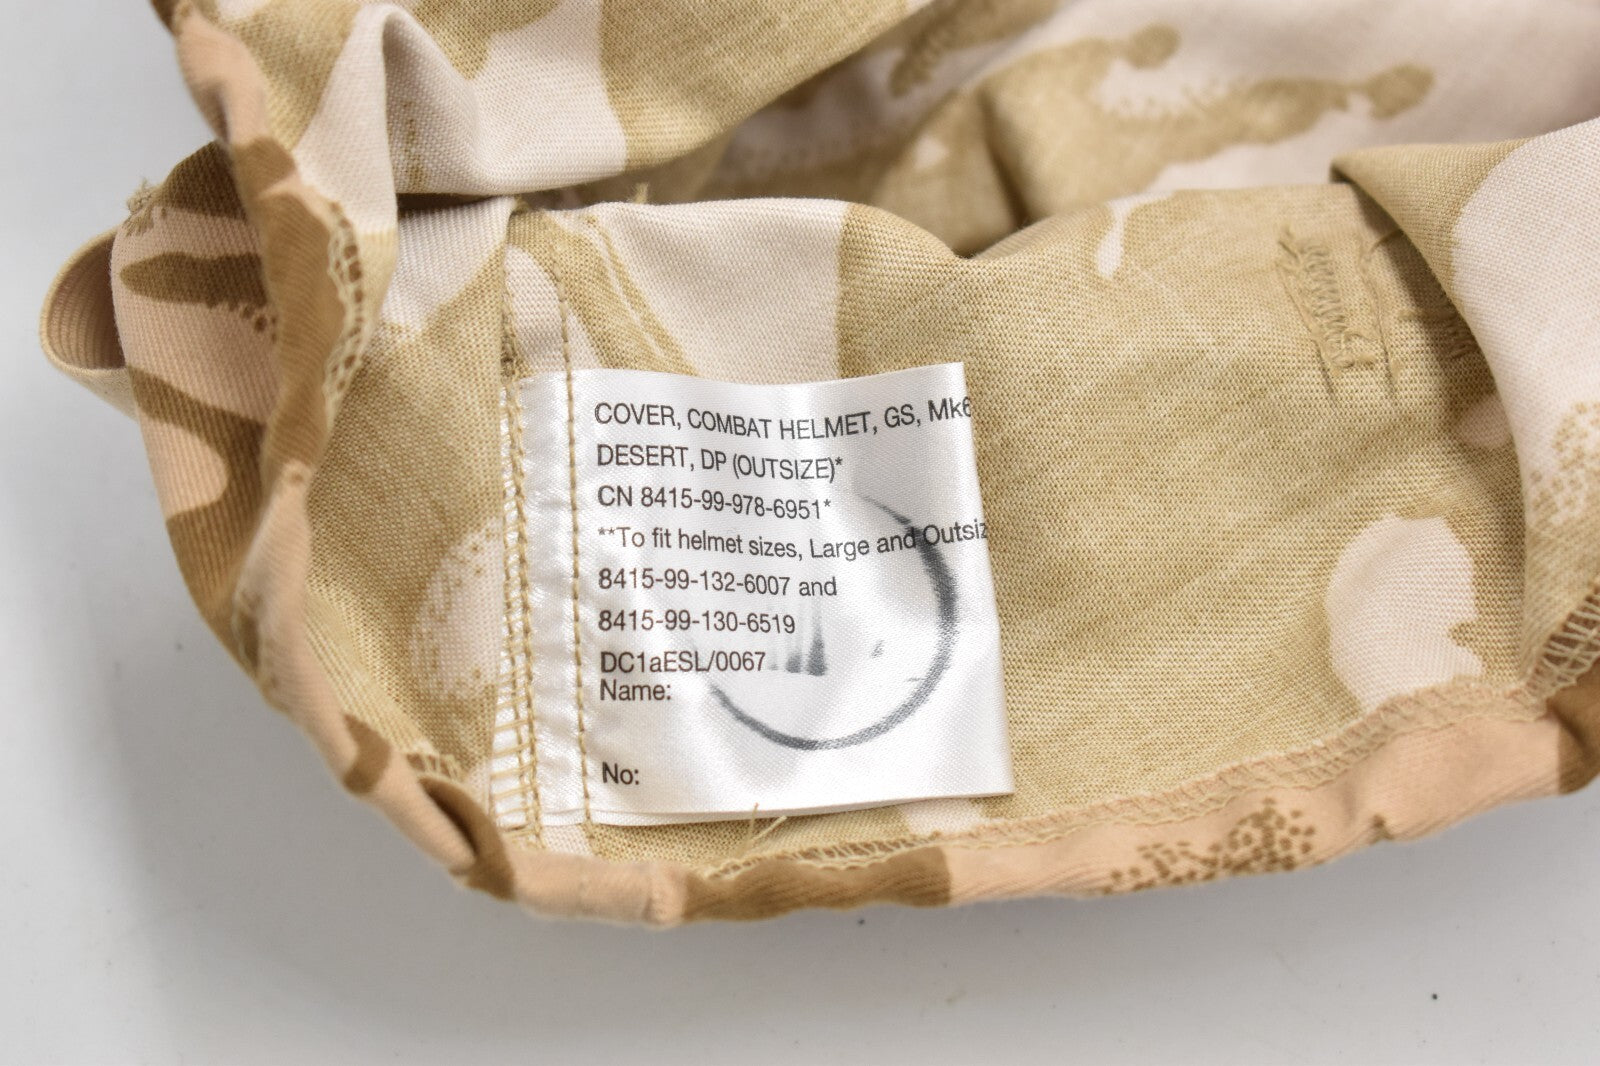 COVER, COMBAT HELMET, GS, Mk6
DESERT, DP (OUTSIZE)*
CN 8415-99-978-6951*
**To fit helmet sizes, Large and Outsiz
8415-99-132-6007 and
8415-99-130-6519
DC1aESL/0067
Name:
No: